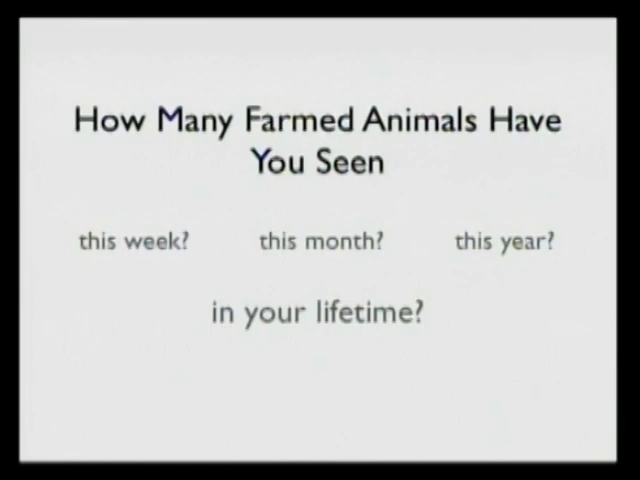 How Many Farmed Animals Have
You Seen
this week? this month? this year?
in your lifetime?